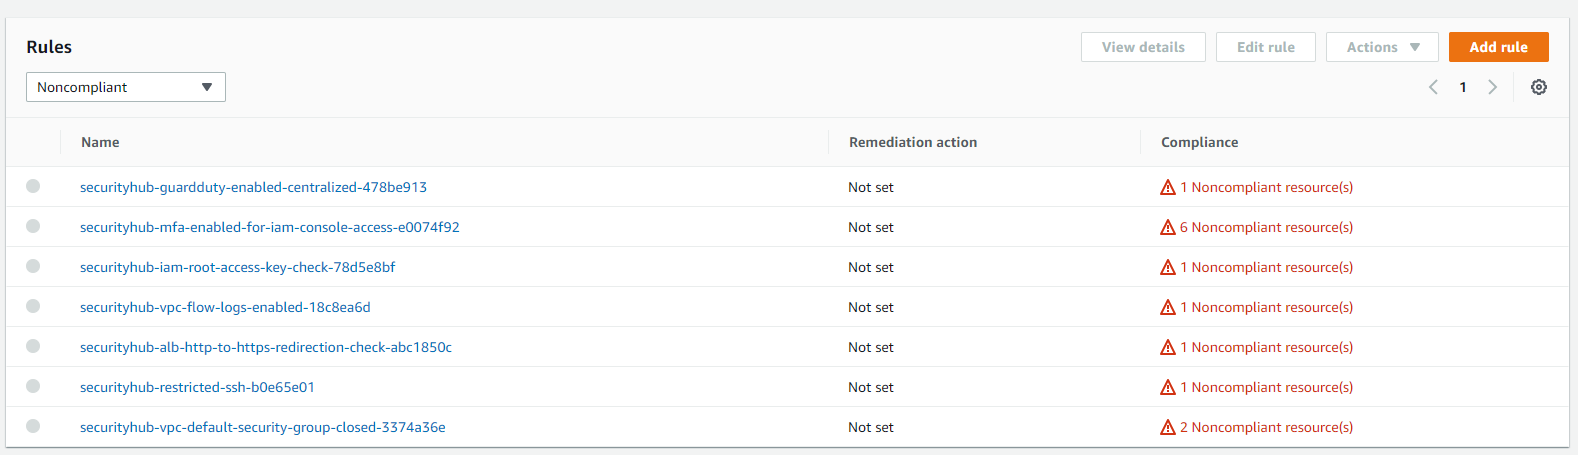 Rules
View details
Edit rule
Actions
Add rule
Noncompliant
1
Name Remediation action Compliance
securityhub-guardduty-enabled-centralized-478be913 Not set 1 Noncompliant resource(s)
securityhub-mfa-enabled-for-iam-console-access-e0074f92 Not set 6 Noncompliant resource(s)
securityhub-iam-root-access-key-check-78d5e8bf Not set 1 Noncompliant resource(s)
securityhub-vpc-flow-logs-enabled-18c8ea6d Not set 1 Noncompliant resource(s)
securityhub-alb-http-to-https-redirection-check-abc1850c Not set 1 Noncompliant resource(s)
securityhub-restricted-ssh-b0e65e01 Not set 1 Noncompliant resource(s)
securityhub-vpc-default-security-group-closed-3374a36e Not set 2 Noncompliant resource(s)